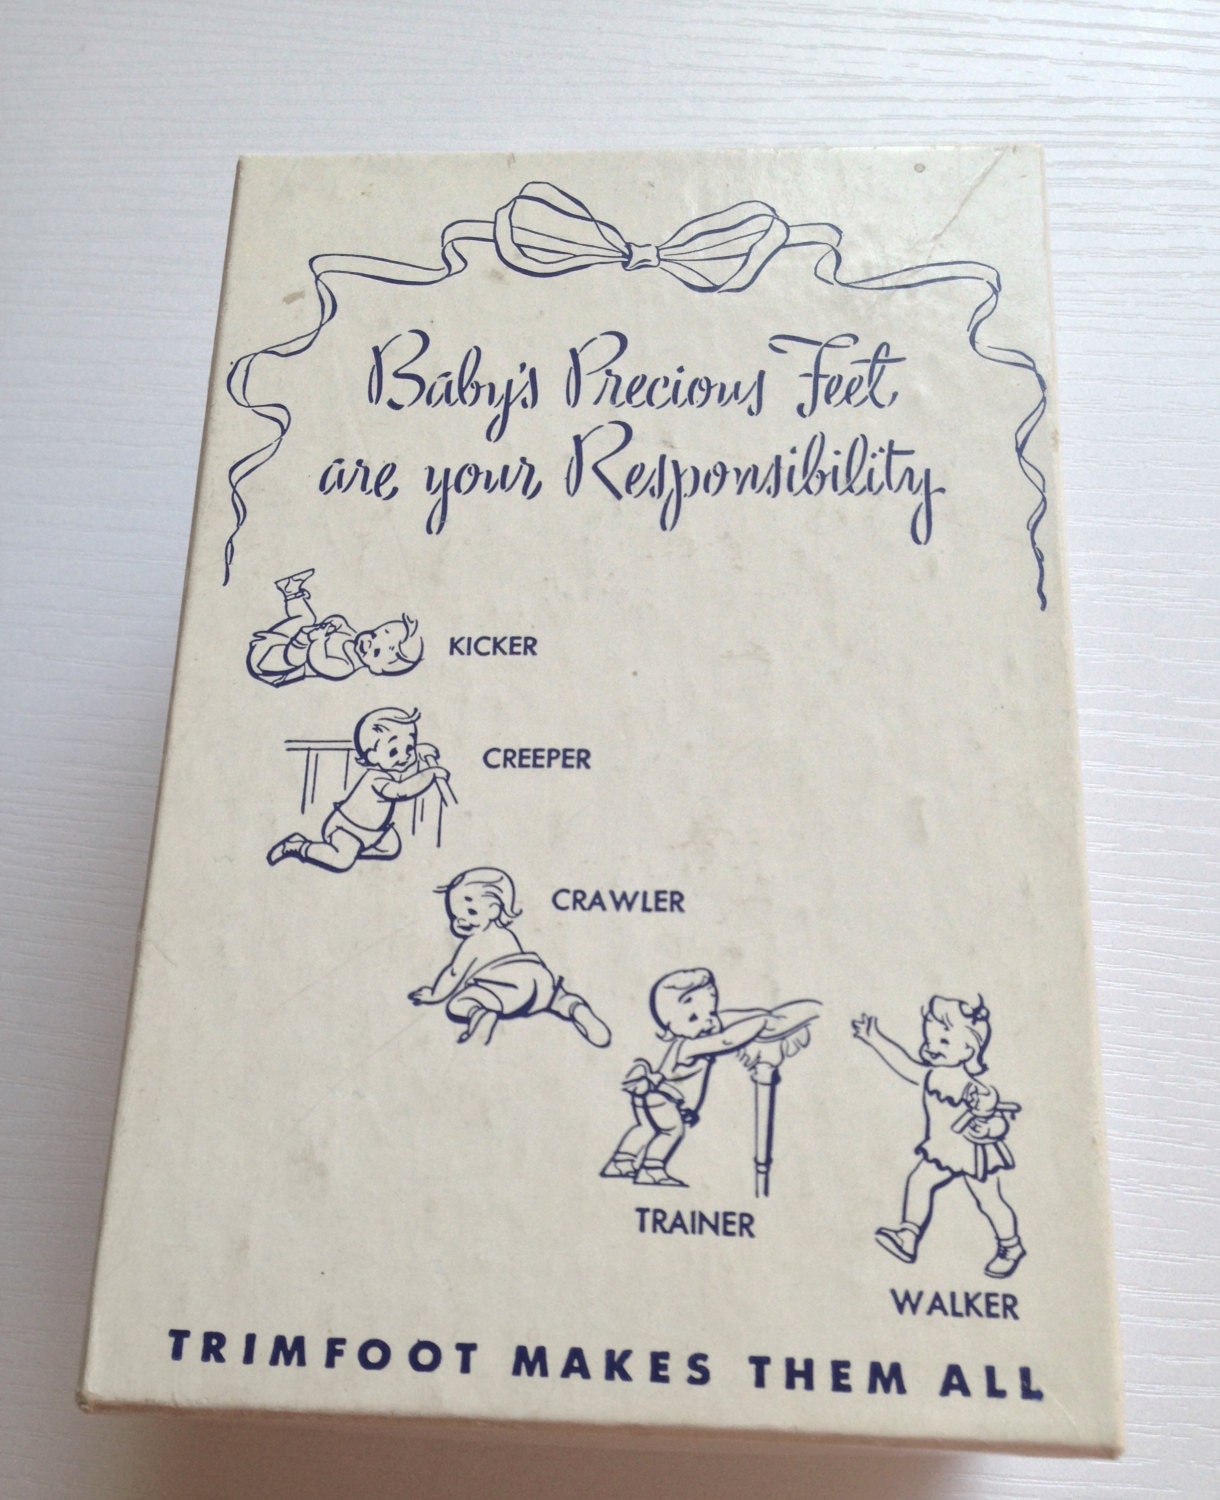 Baby's Precious Feet
are your Responsibility
KICKER
CREEPER
CRAWLER
TRAINER
WALKER
TRIMFOOT MAKES THEM ALL